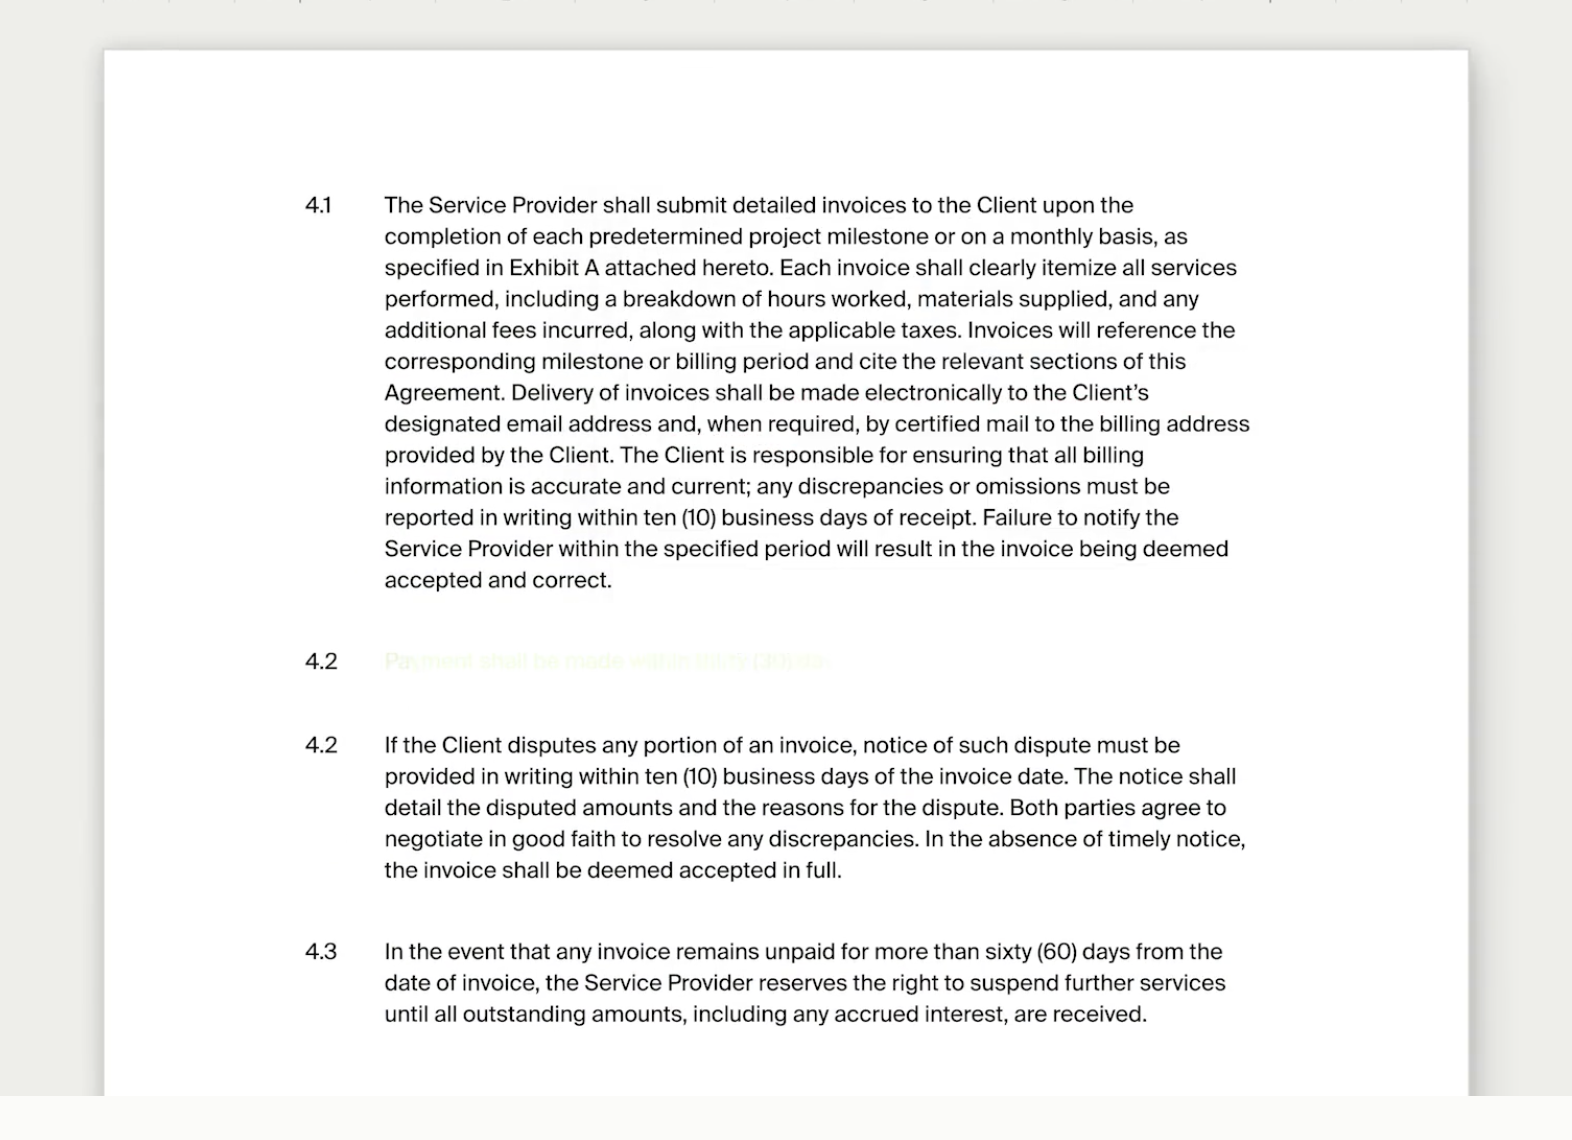 4.1 The Service Provider shall submit detailed invoices to the Client upon the
completion of each predetermined project milestone or on a monthly basis, as
specified in Exhibit A attached hereto. Each invoice shall clearly itemize all services
performed, including a breakdown of hours worked, materials supplied, and any
additional fees incurred, along with the applicable taxes. Invoices will reference the
corresponding milestone or billing period and cite the relevant sections of this
Agreement. Delivery of invoices shall be made electronically to the Client’s
designated email address and, when required, by certified mail to the billing address
provided by the Client. The Client is responsible for ensuring that all billing
information is accurate and current; any discrepancies or omissions must be
reported in writing within ten (10) business days of receipt. Failure to notify the
Service Provider within the specified period will result in the invoice being deemed
accepted and correct.
4.2 Payment shall be made within
4.2 If the Client disputes any portion of an invoice, notice of such dispute must be
provided in writing within ten (10) business days of the invoice date. The notice shall
detail the disputed amounts and the reasons for the dispute. Both parties agree to
negotiate in good faith to resolve any discrepancies. In the absence of timely notice,
the invoice shall be deemed accepted in full.
4.3 In the event that any invoice remains unpaid for more than sixty (60) days from the
date of invoice, the Service Provider reserves the right to suspend further services
until all outstanding amounts, including any accrued interest, are received.